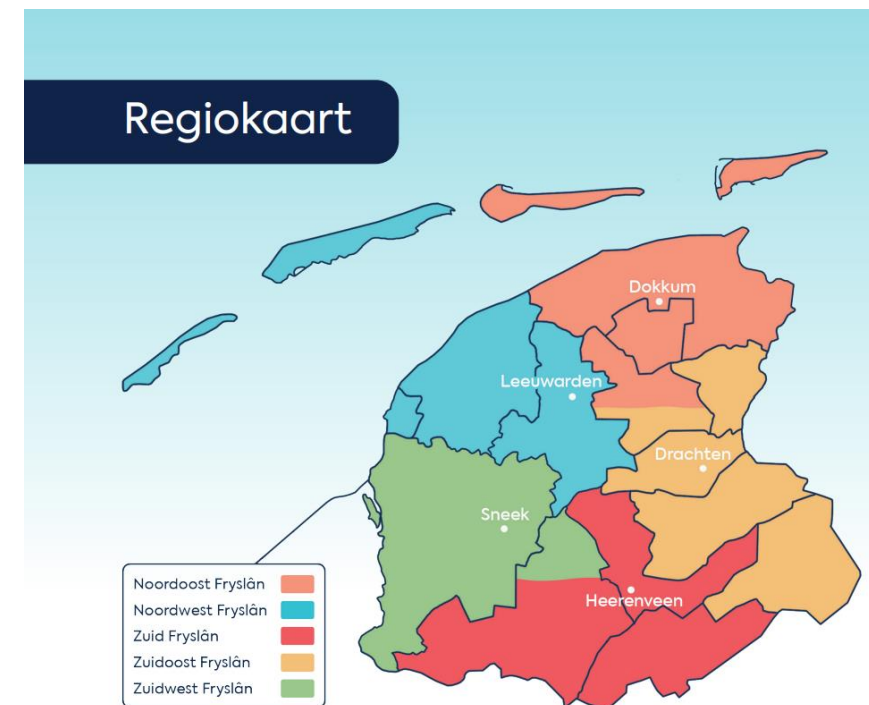 Regiokaart
Dokkum
Leeuwarden
Drachten
Sneek
Heerenveen
Noordoost Fryslân
Noordwest Fryslân
Zuid Fryslân
Zuidoost Fryslân
Zuidwest Fryslân